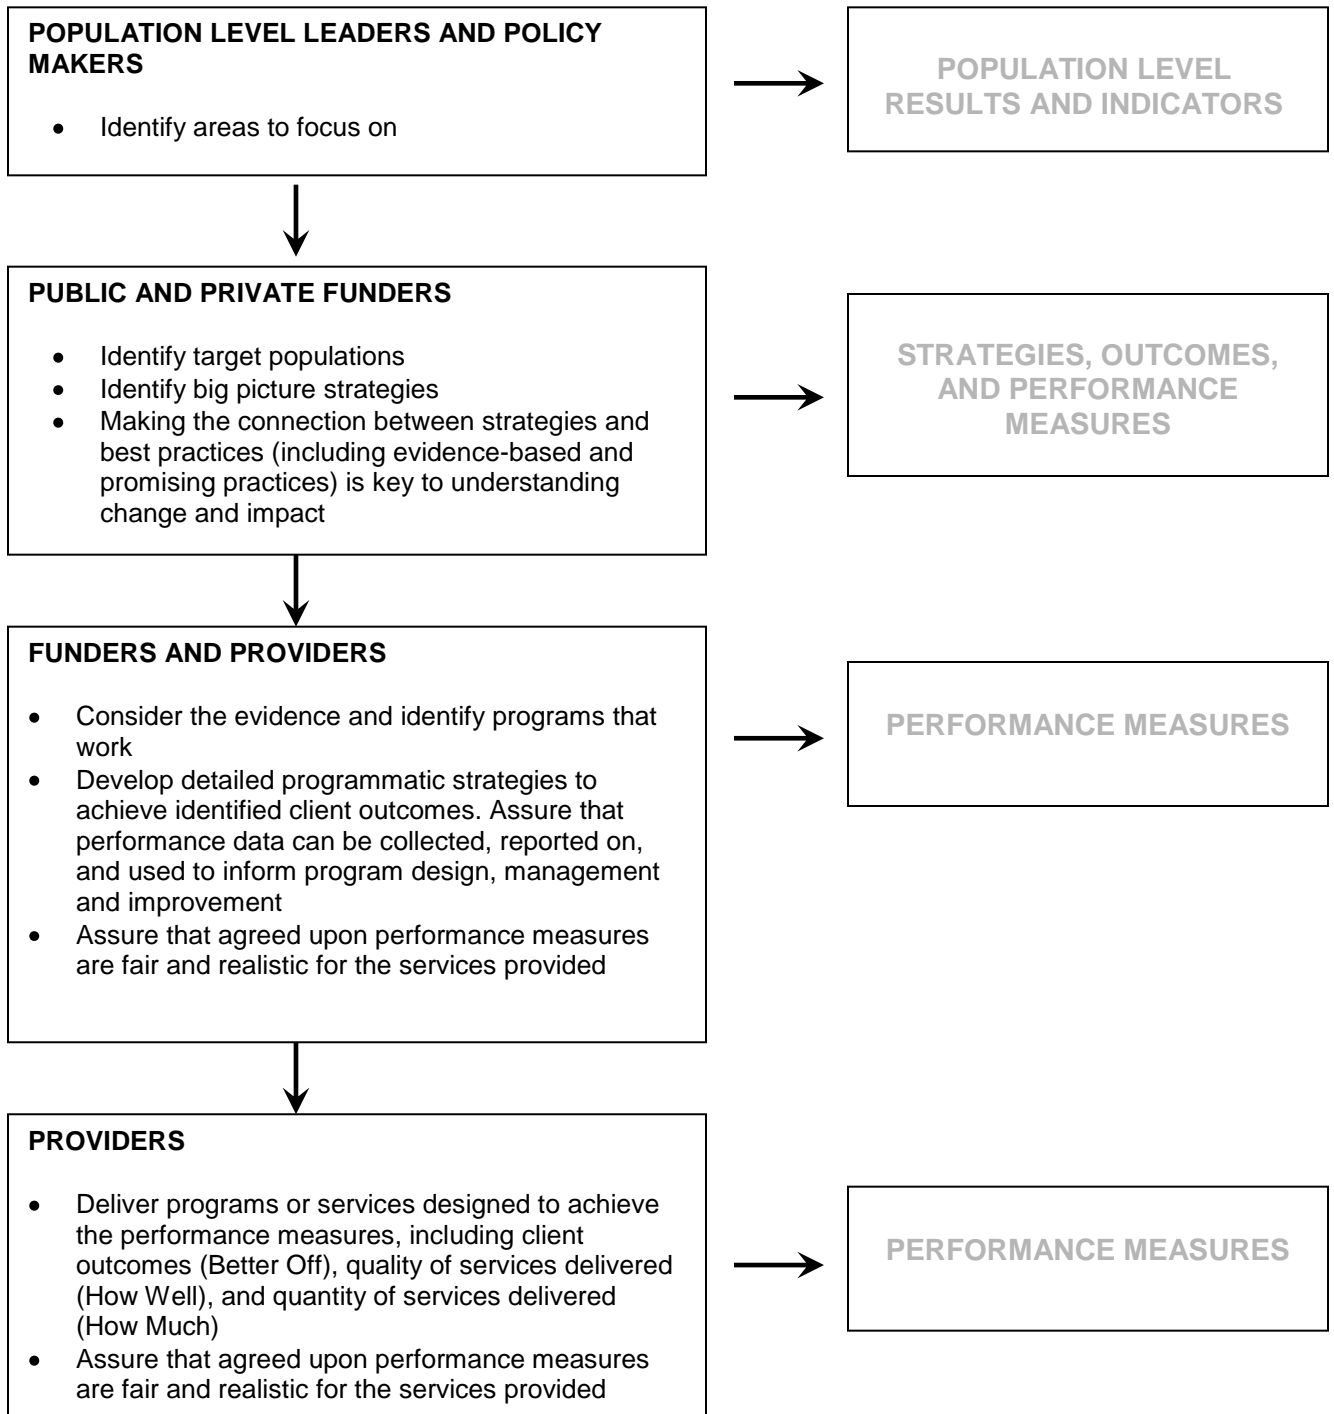 POPULATION LEVEL LEADERS AND POLICY
MAKERS
• Identify areas to focus on
POPULATION LEVEL
RESULTS AND INDICATORS
PUBLIC AND PRIVATE FUNDERS
• Identify target populations
• Identify big picture strategies
• Making the connection between strategies and
best practices (including evidence-based and
promising practices) is key to understanding
change and impact
STRATEGIES, OUTCOMES,
AND PERFORMANCE
MEASURES
FUNDERS AND PROVIDERS
• Consider the evidence and identify programs that
work
• Develop detailed programmatic strategies to
achieve identified client outcomes. Assure that
performance data can be collected, reported on,
and used to inform program design, management
and improvement
• Assure that agreed upon performance measures
are fair and realistic for the services provided
PERFORMANCE MEASURES
PROVIDERS
• Deliver programs or services designed to achieve
the performance measures, including client
outcomes (Better Off), quality of services delivered
(How Well), and quantity of services delivered
(How Much)
• Assure that agreed upon performance measures
are fair and realistic for the services provided
PERFORMANCE MEASURES